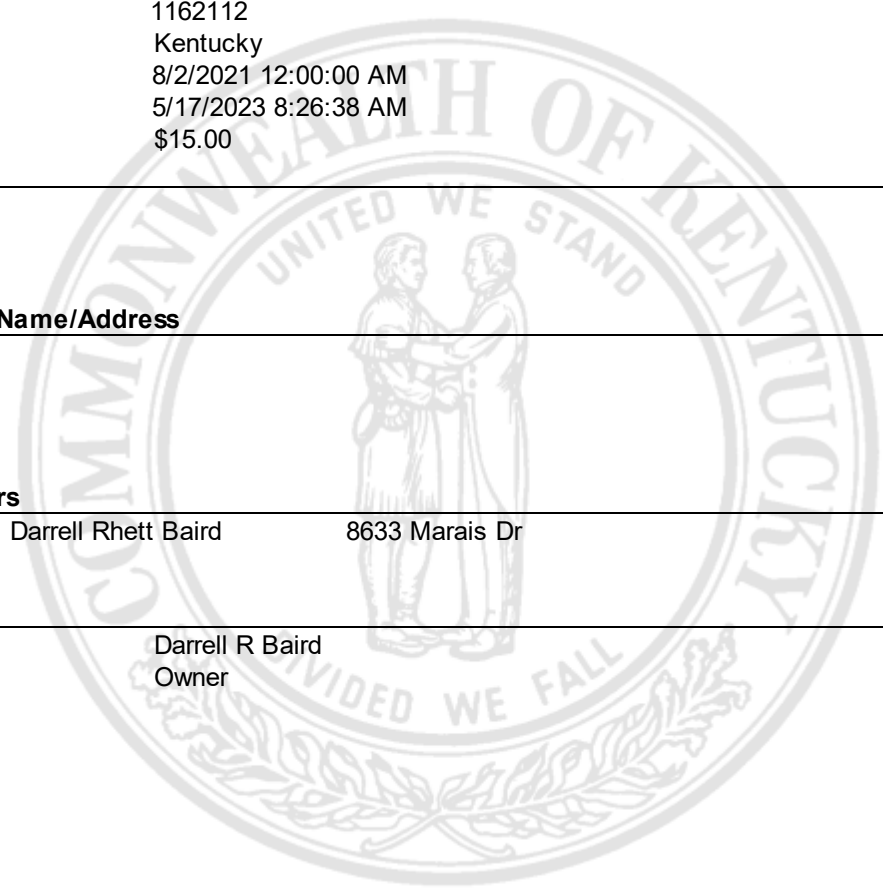 1162112
Kentucky
8/2/2021 12:00:00 AM
5/17/2023 8:26:38 AM
$15.00
COMMONWEALTH OF KENTUCKY
UNITED WE STAND
Name/Address
rs
Darrell Rhett Baird 8633 Marais Dr
Darrell R Baird
Owner
DIVIDED WE FALL